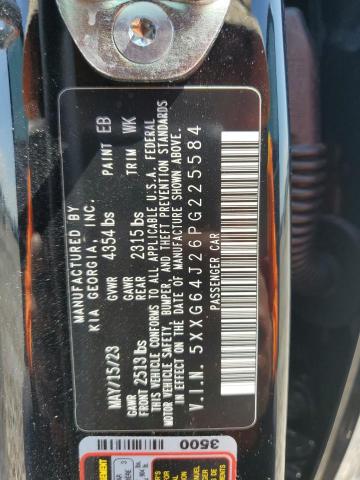 MANUFACTURED BY
KIA GEORGIA, INC.
MAY/15/23 GVWR 4354 lbs PAINT EB
GAWR GAWR
FRONT 2513 lbs REAR 2315 lbs TRIM WK
THIS VEHICLE CONFORMS TO ALL APPLICABLE U.S.A. FEDERAL
MOTOR VEHICLE SAFETY, BUMPER, AND THEFT PREVENTION STANDARDS
IN EFFECT ON THE DATE OF MANUFACTURE SHOWN ABOVE.
V.I.N. 5XXG64J26PG225584
PASSENGER CAR
3500